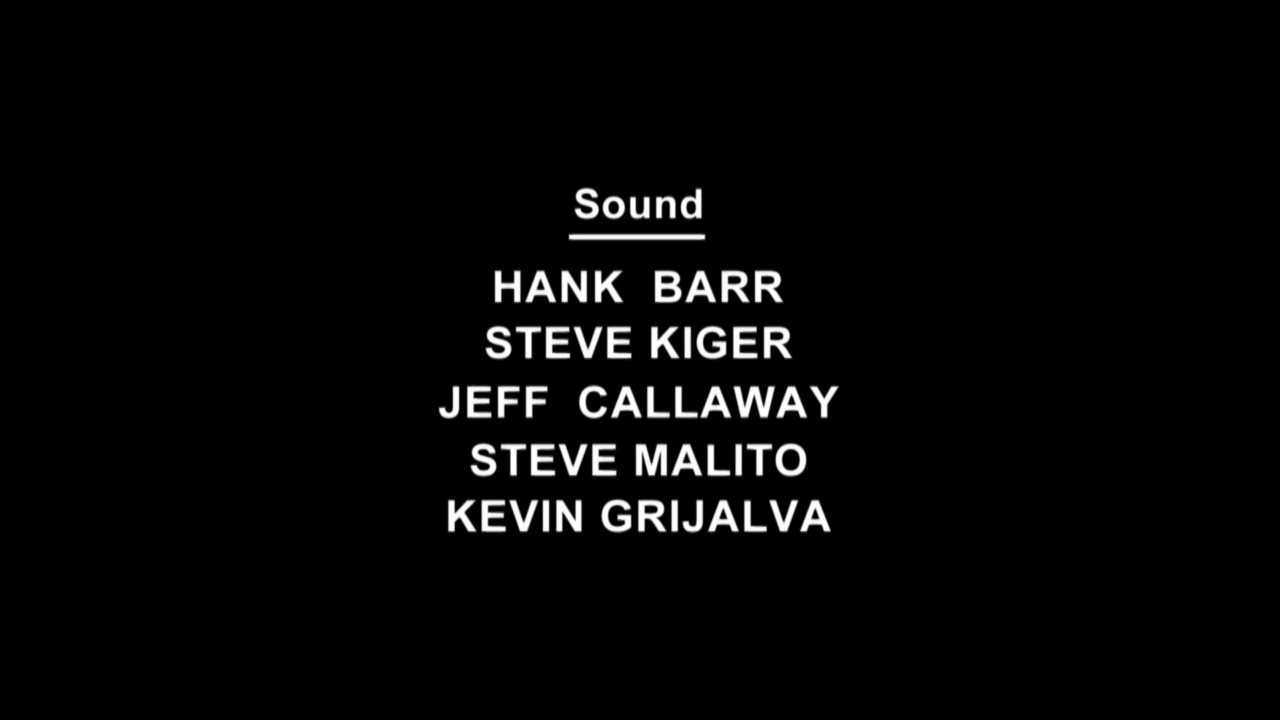 Sound
HANK BARR
STEVE KIGER
JEFF CALLAWAY
STEVE MALITO
KEVIN GRIJALVA